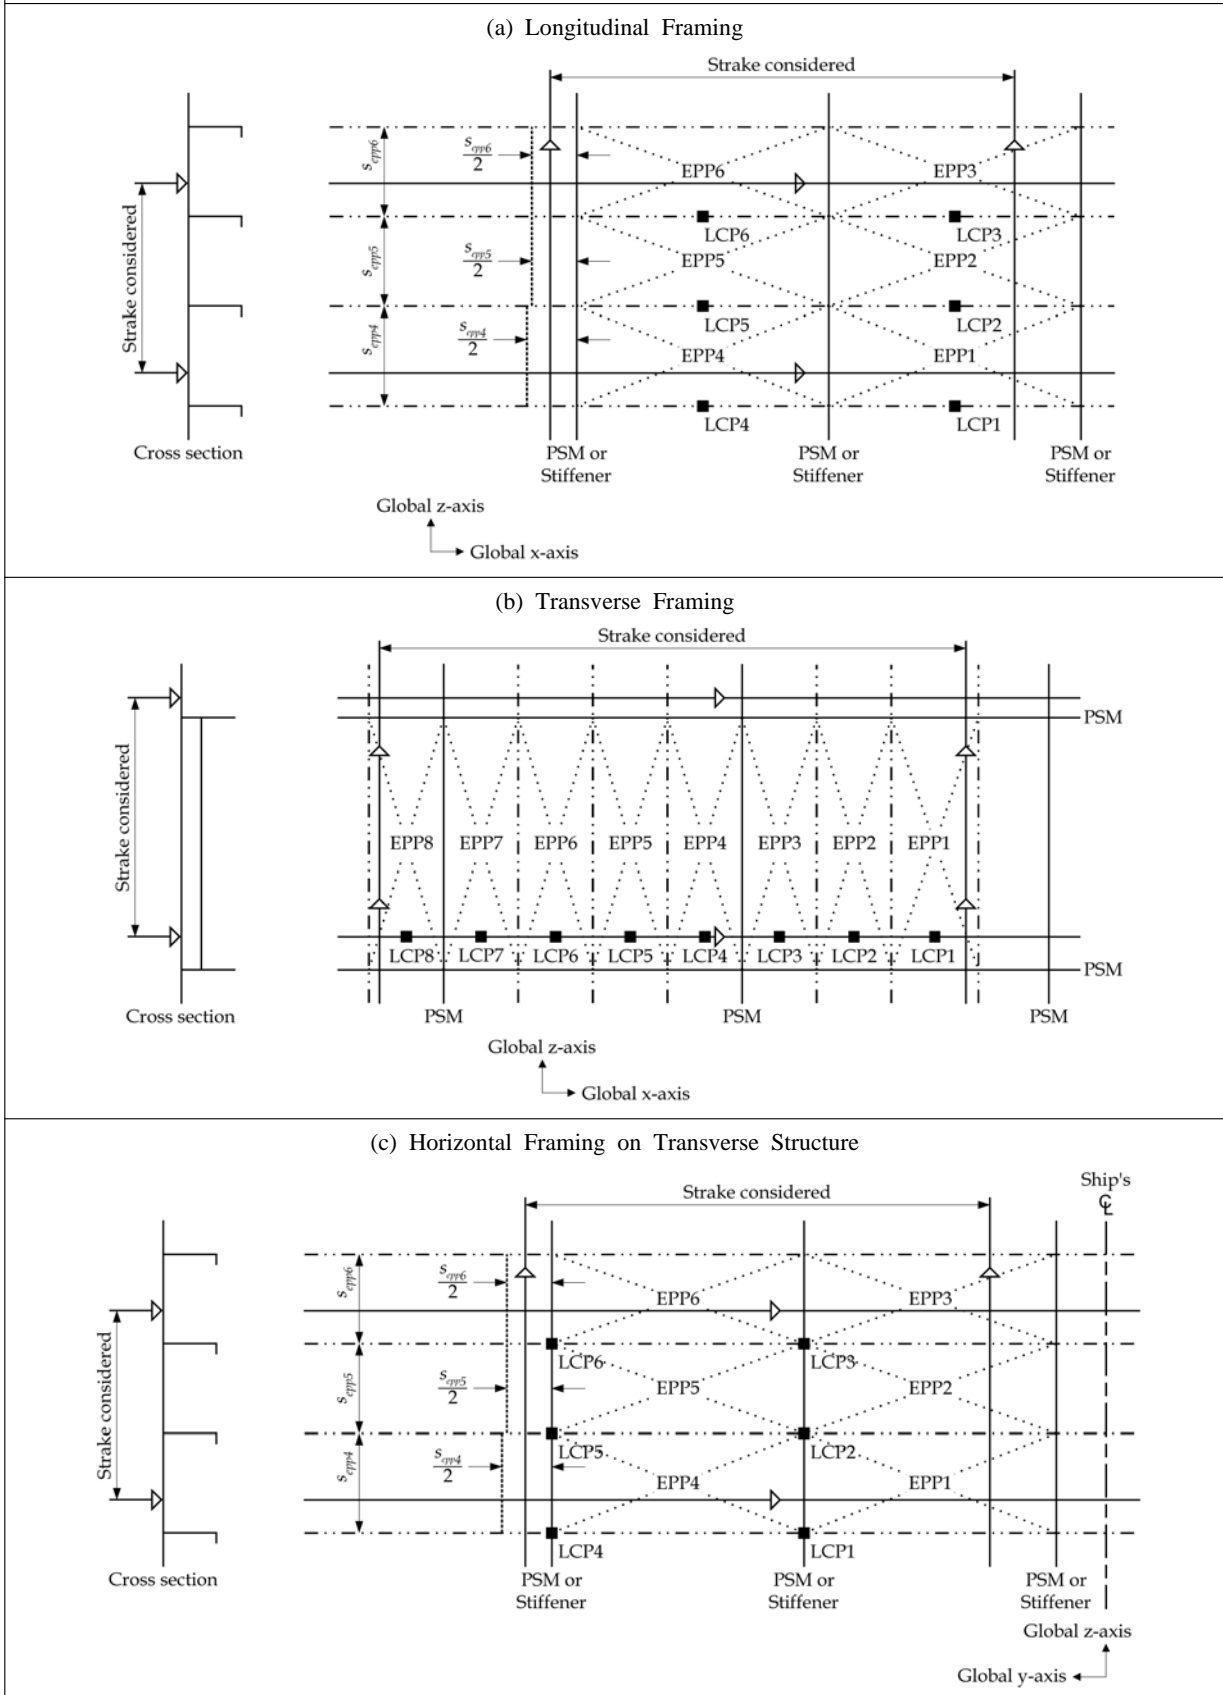 (a) Longitudinal Framing
Strake considered
Strake considered
s_epp6
s_epp6/2
EPP6
EPP3
LCP6
LCP3
s_epp5
s_epp5/2
EPP5
EPP2
LCP5
LCP2
s_epp4
s_epp4/2
EPP4
EPP1
LCP4
LCP1
Cross section
PSM or Stiffener
PSM or Stiffener
PSM or Stiffener
Global z-axis
Global x-axis
(b) Transverse Framing
Strake considered
Strake considered
PSM
EPP8 EPP7 EPP6 EPP5 EPP4 EPP3 EPP2 EPP1
LCP8 LCP7 LCP6 LCP5 LCP4 LCP3 LCP2 LCP1
PSM
Cross section
PSM
PSM
PSM
Global z-axis
Global x-axis
(c) Horizontal Framing on Transverse Structure
Ship's
℄
Strake considered
Strake considered
s_epp6
s_epp6/2
EPP6
EPP3
LCP6
LCP3
s_epp5
s_epp5/2
EPP5
EPP2
LCP5
LCP2
s_epp4
s_epp4/2
EPP4
EPP1
LCP4
LCP1
Cross section
PSM or Stiffener
PSM or Stiffener
PSM or Stiffener
Global z-axis
Global y-axis